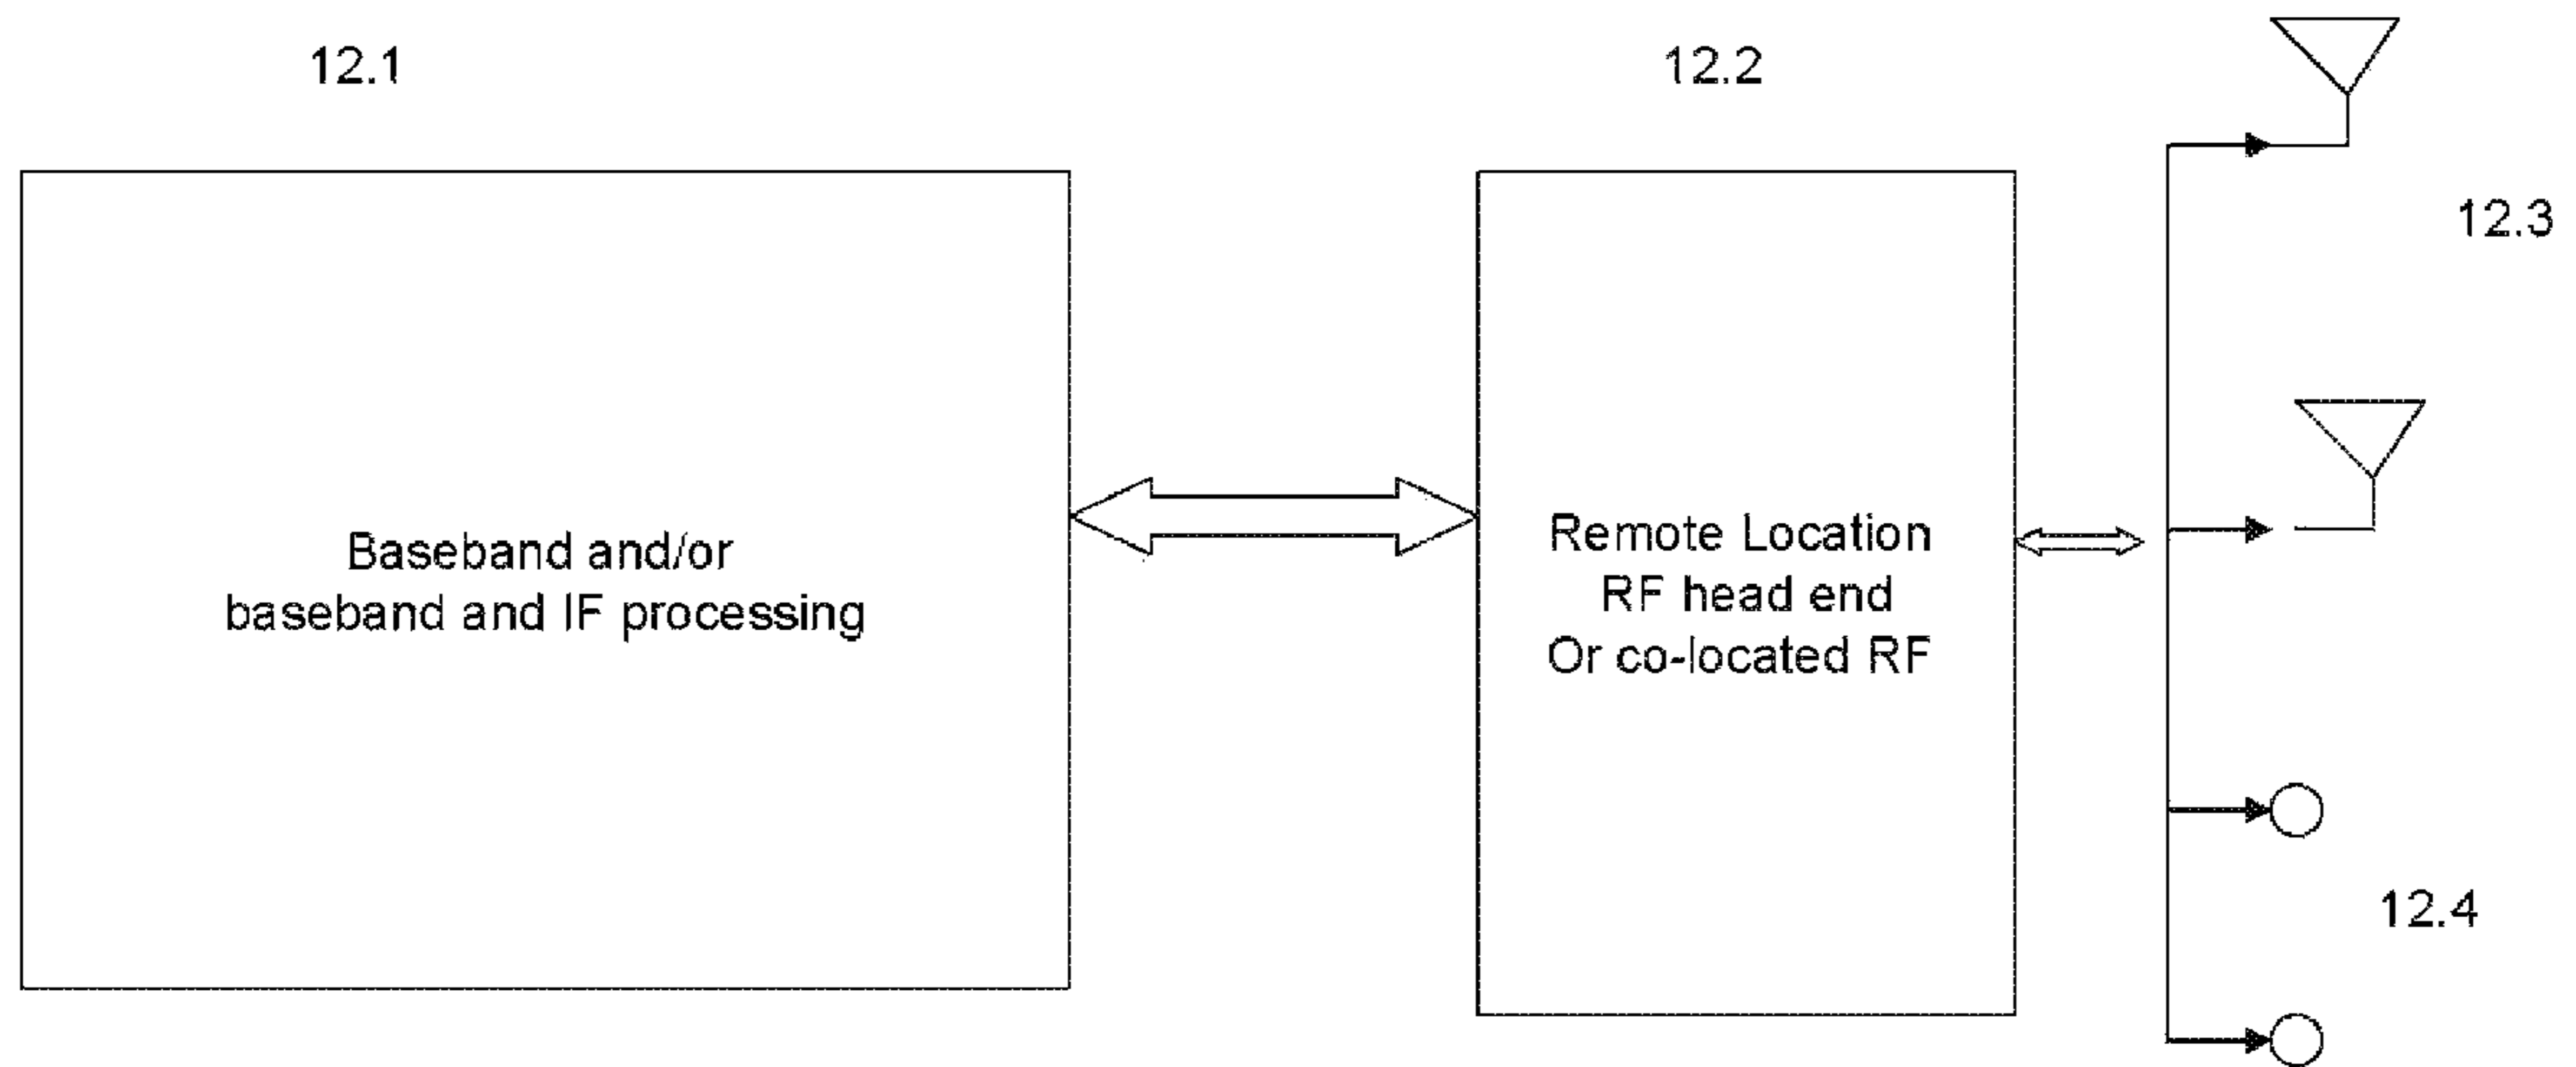 12.1
12.2
12.3
Baseband and/or
baseband and IF processing
Remote Location
RF head end
Or co-located RF
12.4